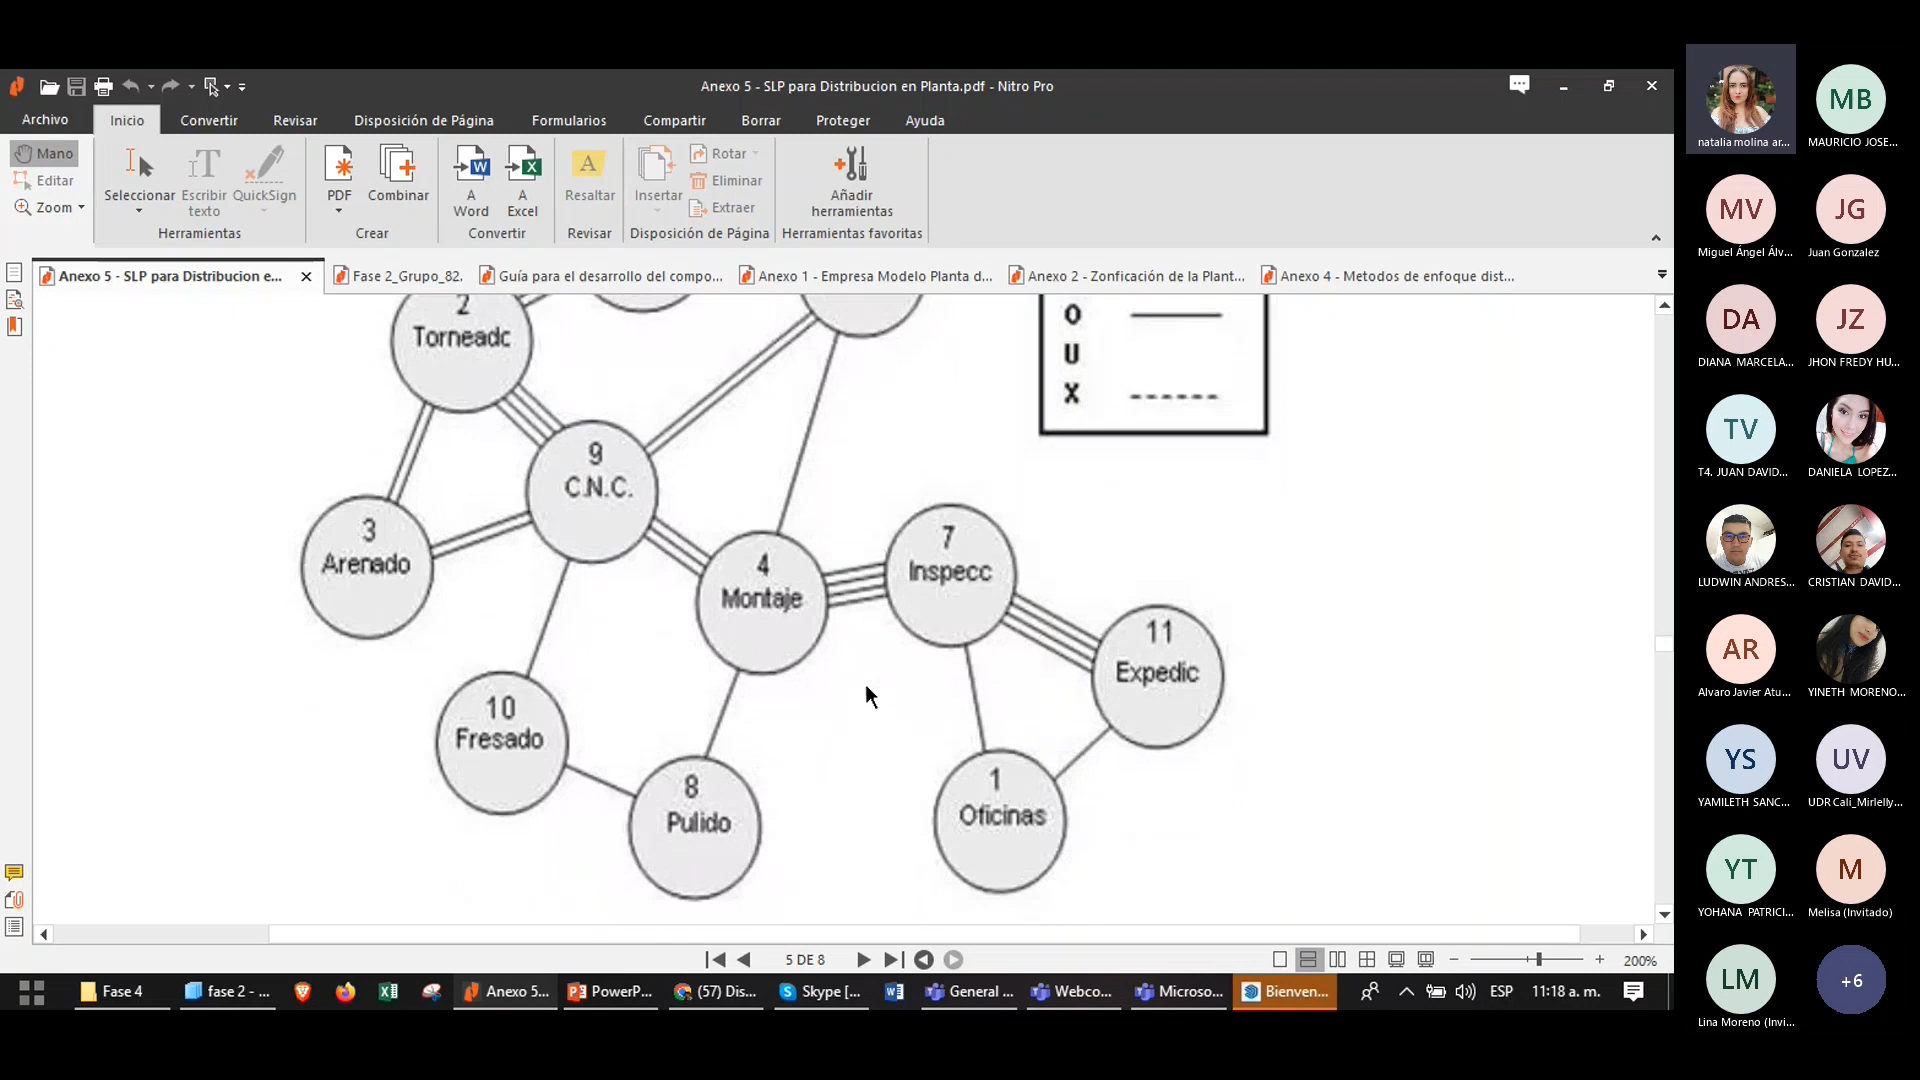 Anexo 5 - SLP para Distribucion en Planta.pdf - Nitro Pro
Archivo Inicio Convertir Revisar Disposición de Página Formularios Compartir Borrar Proteger Ayuda
Mano
Editar
Zoom
Seleccionar
Escribir texto
QuickSign
Herramientas
PDF
Combinar
Crear
A Word
A Excel
Convertir
Resaltar
Revisar
Insertar
Rotar
Eliminar
Extraer
Disposición de Página
Añadir herramientas
Herramientas favoritas
Anexo 5 - SLP para Distribucion e...
Fase 2_Grupo_82.
Guía para el desarrollo del compo...
Anexo 1 - Empresa Modelo Planta d...
Anexo 2 - Zonficación de la Plant...
Anexo 4 - Metodos de enfoque dist...
2
Torneadc
O
U
X
9
C.N.C.
3
Arenado
4
Montaje
7
Inspecc
11
Expedic
10
Fresado
8
Pulido
1
Oficinas
5 DE 8
200%
Fase 4
fase 2 - ...
Anexo 5...
PowerP...
(57) Dis...
Skype [...
General ...
Webco...
Microso...
Bienven...
ESP
11:18 a. m.
natalia molina ar...
MB
MAURICIO JOSE...
MV
Miguel Ángel Álv...
JG
Juan Gonzalez
DA
DIANA MARCELA...
JZ
JHON FREDY HU...
TV
T4. JUAN DAVID...
DANIELA LOPEZ...
LUDWIN ANDRES...
CRISTIAN DAVID...
AR
Alvaro Javier Atu...
YINETH MORENO...
YS
YAMILETH SANC...
UV
UDR Cali_Mirlelly...
YT
YOHANA PATRICI...
M
Melisa (Invitado)
LM
Lina Moreno (Invi...
+6